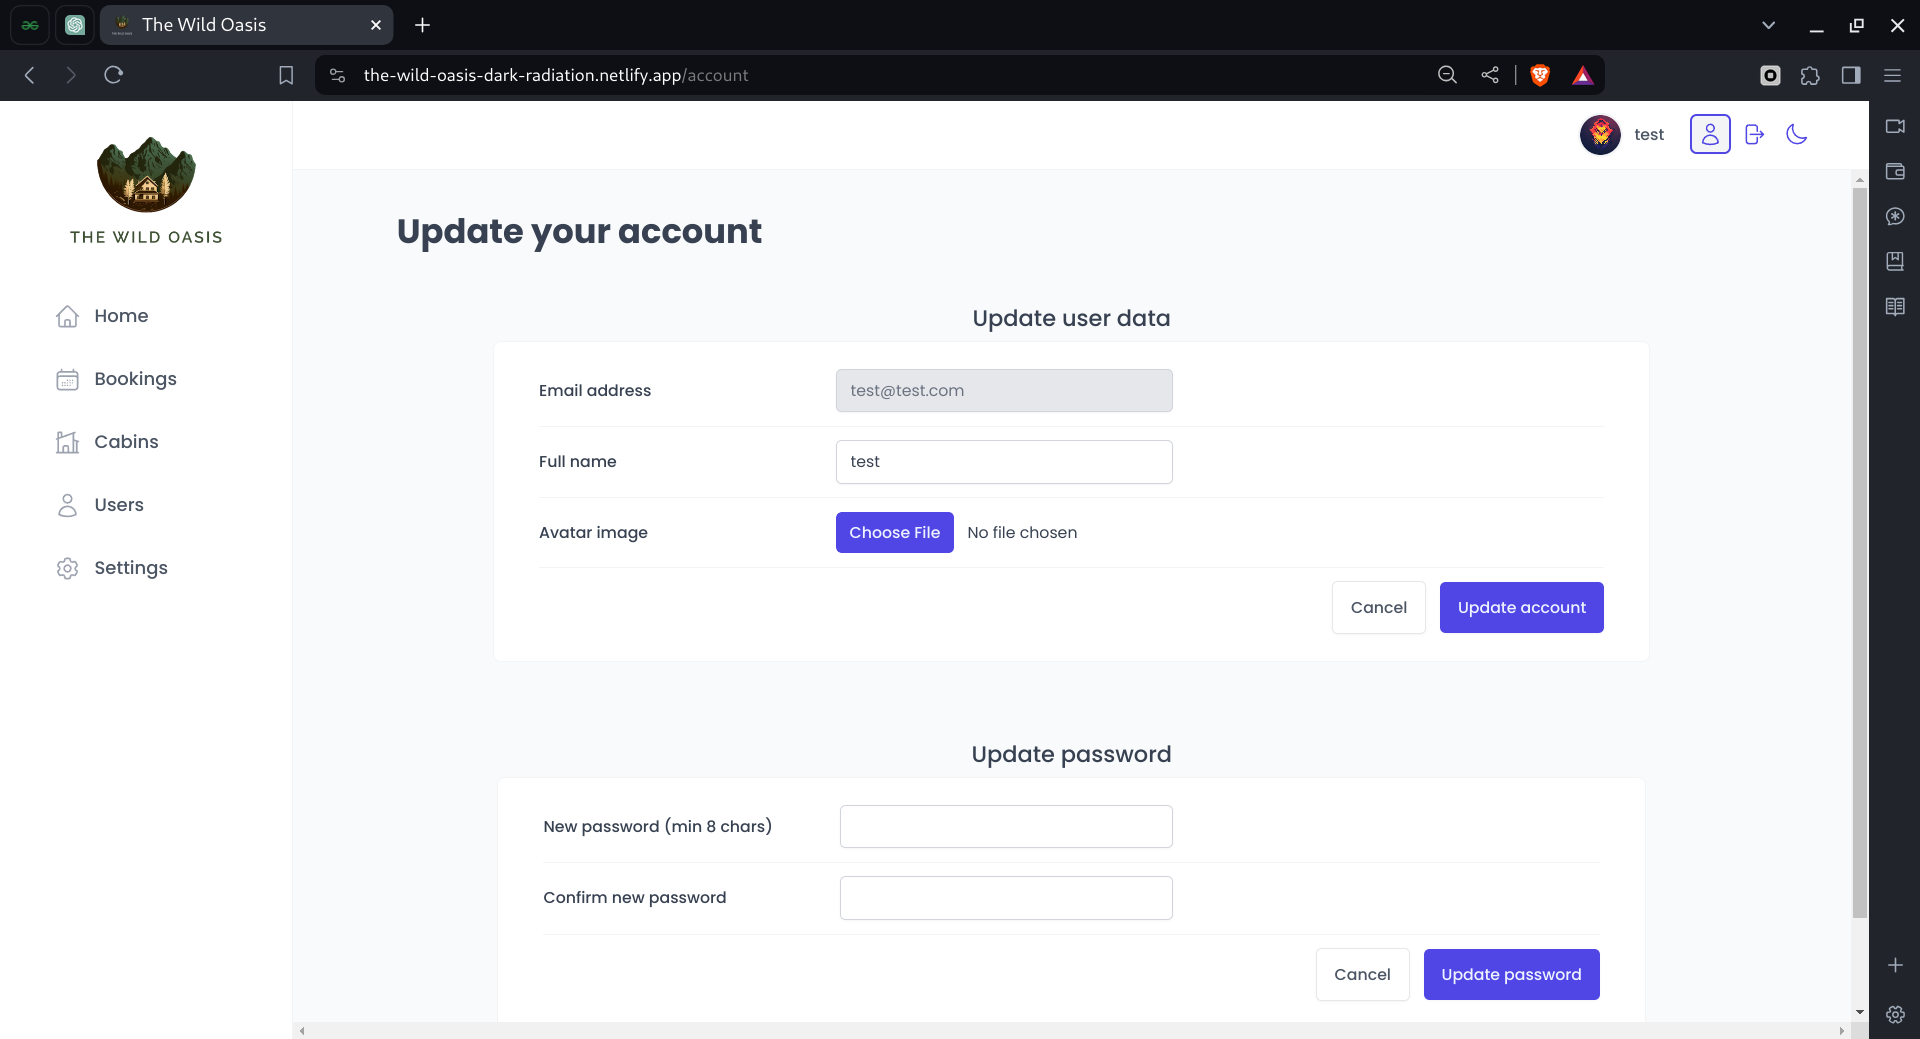 The Wild Oasis
the-wild-oasis-dark-radiation.netlify.app/account
THE WILD OASIS
test
Home
Bookings
Cabins
Users
Settings
Update your account
Update user data
Email address
test@test.com
Full name
test
Avatar image
Choose File No file chosen
Cancel
Update account
Update password
New password (min 8 chars)
Confirm new password
Cancel
Update password